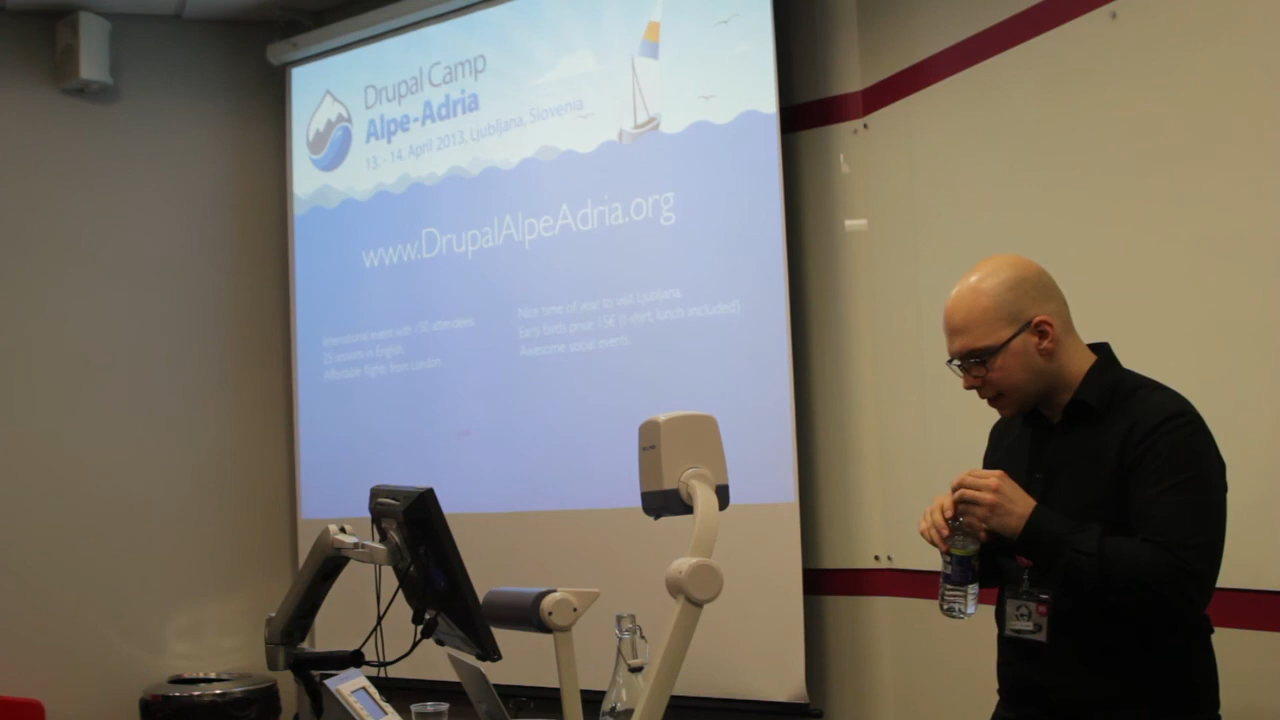 Drupal Camp
Alpe-Adria
13. - 14. April 2013, Ljubljana, Slovenia
www.DrupalAlpeAdria.org
International event with 150 attendees.
25 sessions in English.
Affordable flights from London.
Nice time of year to visit Ljubljana.
Early birds price 15€ (t-shirt, lunch included)
Awesome social events.